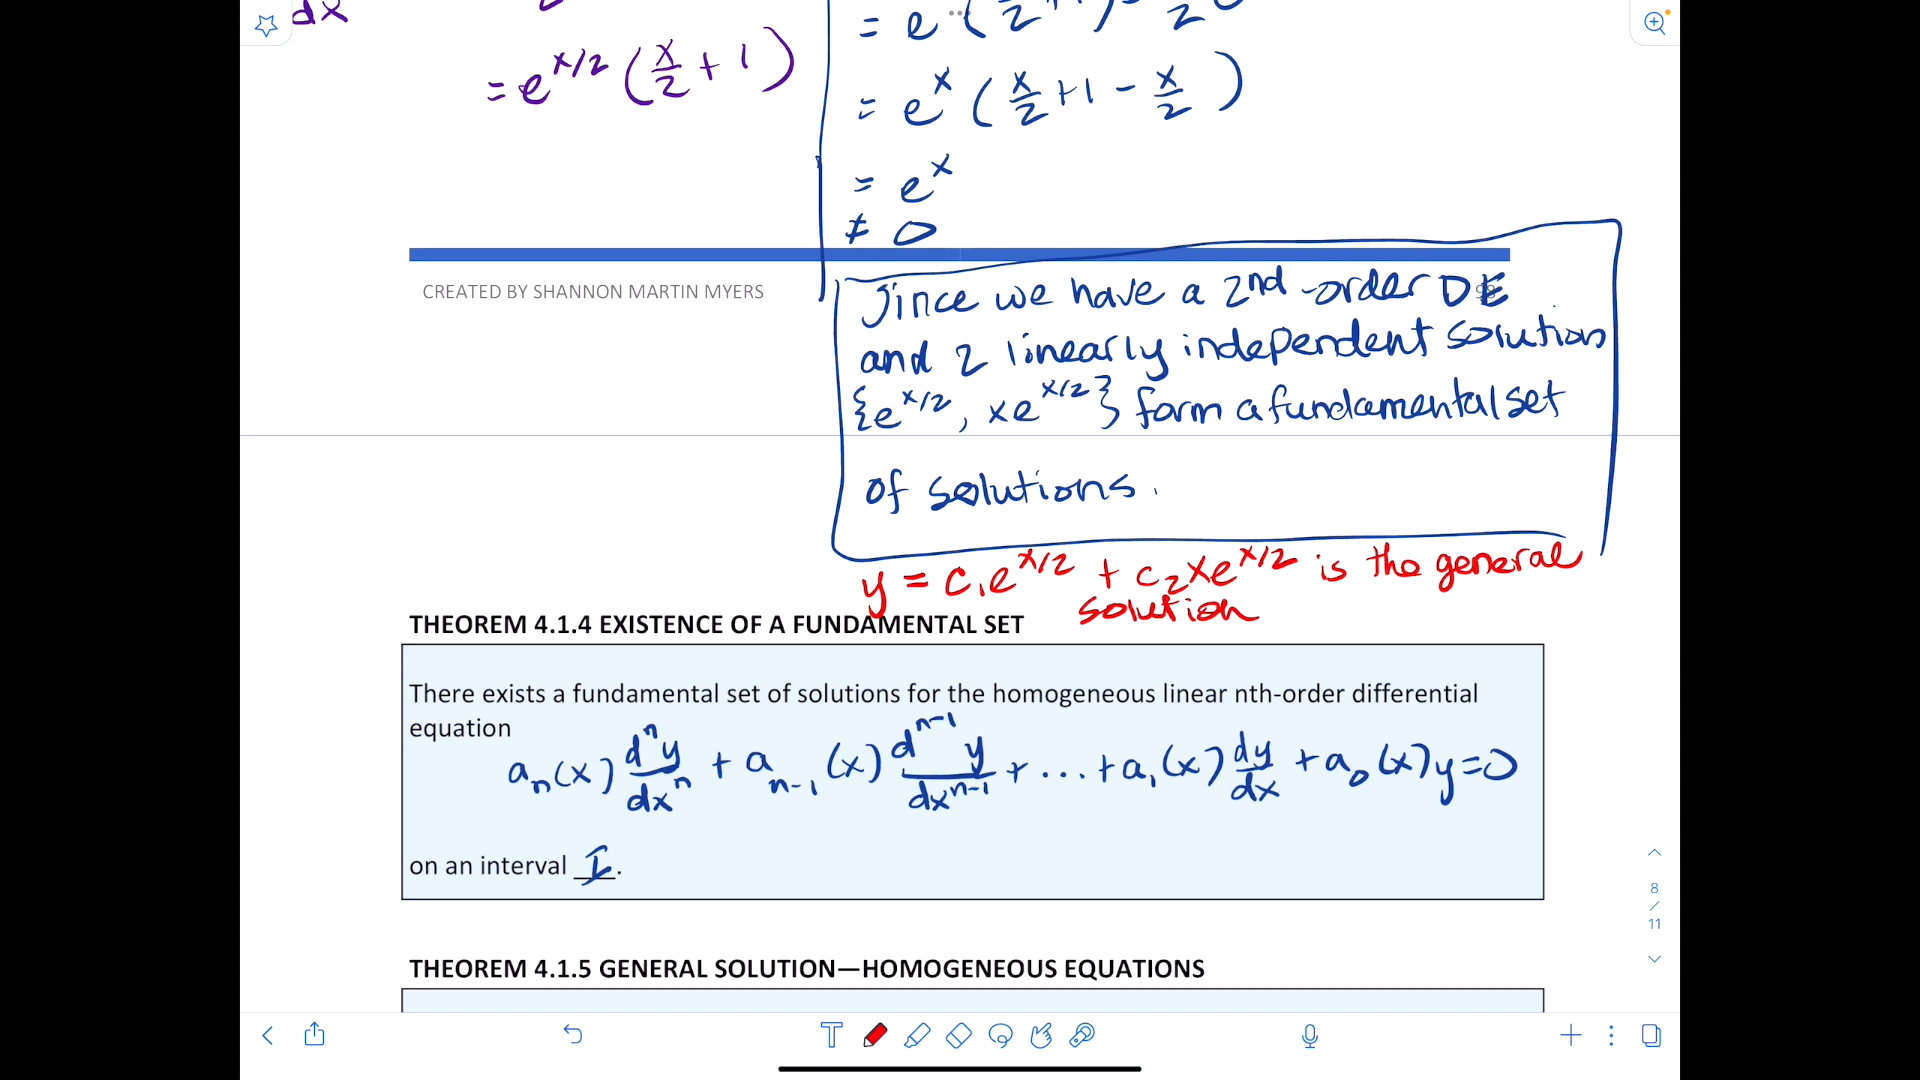 dx
= e^{x/2} (x/2 + 1)
= e^x (x/2 + 1 - x/2)
= e^x
≠ 0
CREATED BY SHANNON MARTIN MYERS
Since we have a 2nd-order DE
and 2 linearly independent solutions
{e^{x/2}, xe^{x/2}} form a fundamental set
of solutions.
y = c₁e^{x/2} + c₂xe^{x/2} is the general
solution
THEOREM 4.1.4 EXISTENCE OF A FUNDAMENTAL SET
There exists a fundamental set of solutions for the homogeneous linear nth-order differential
equation
aₙ(x) dⁿy/dxⁿ + aₙ₋₁(x) dⁿ⁻¹y/dxⁿ⁻¹ + ... + a₁(x) dy/dx + a₀(x)y = 0
on an interval I.
THEOREM 4.1.5 GENERAL SOLUTION—HOMOGENEOUS EQUATIONS
8
/
11
T